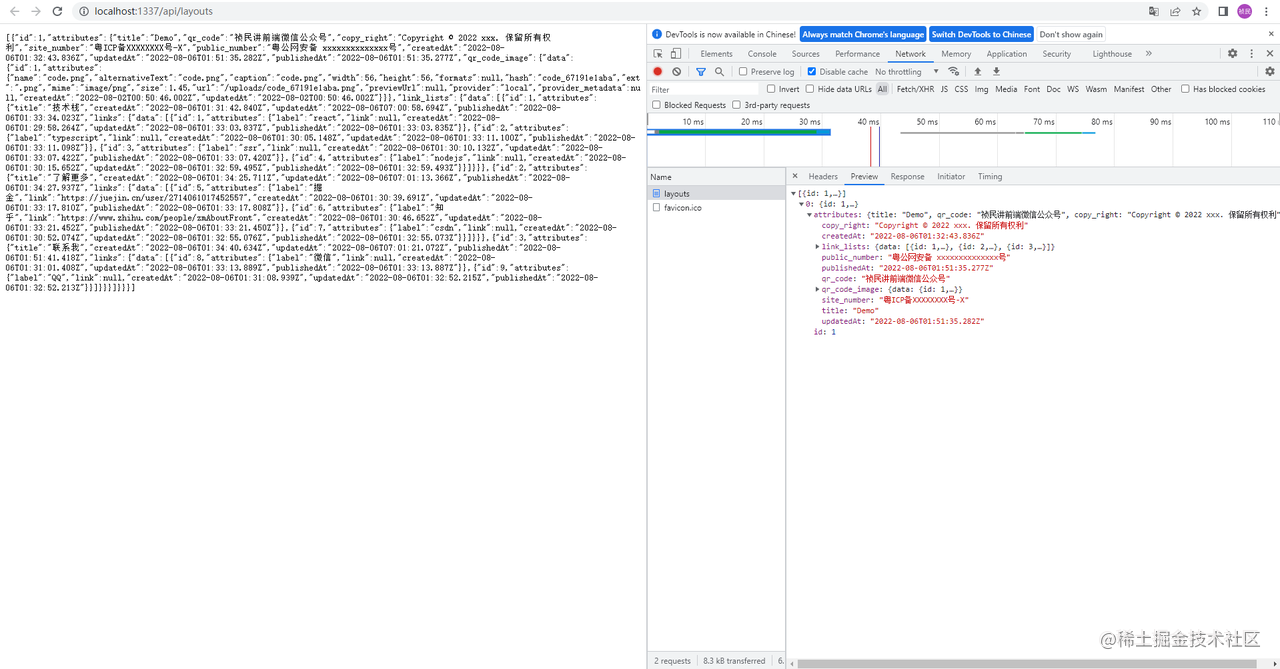 localhost:1337/api/layouts
[{"id":1,"attributes":{"title":"Demo","qr_code":"祯民讲前端微信公众号","copy_right":"Copyright © 2022 xxx. 保留所有权
利","site_number":"粤ICP备XXXXXXXX号-X","public_number":"粤公网安备 xxxxxxxxxxxxxx号","createdAt":"2022-08-
06T01:32:43.836Z","updatedAt":"2022-08-06T01:51:35.282Z","publishedAt":"2022-08-06T01:51:35.277Z","qr_code_image":{"data":
{"id":1,"attributes":
{"name":"code.png","alternativeText":"code.png","caption":"code.png","width":56,"height":56,"formats":null,"hash":"code_67191e1aba","ext
":".png","mime":"image/png","size":1.45,"url":"/uploads/code_67191e1aba.png","previewUrl":null,"provider":"local","provider_metadata":nu
ll,"createdAt":"2022-08-02T00:50:46.002Z","updatedAt":"2022-08-02T00:50:46.002Z"}}},"link_lists":{"data":[{"id":1,"attributes":
{"title":"技术栈","createdAt":"2022-08-06T01:31:42.840Z","updatedAt":"2022-08-06T07:00:58.694Z","publishedAt":"2022-08-
06T01:33:34.023Z","links":{"data":[{"id":1,"attributes":{"label":"react","link":null,"createdAt":"2022-08-
06T01:29:58.264Z","updatedAt":"2022-08-06T01:33:03.837Z","publishedAt":"2022-08-06T01:33:03.835Z"}},{"id":2,"attributes":
{"label":"typescript","link":null,"createdAt":"2022-08-06T01:30:05.148Z","updatedAt":"2022-08-06T01:33:11.100Z","publishedAt":"2022-08-
06T01:33:11.098Z"}},{"id":3,"attributes":{"label":"ssr","link":null,"createdAt":"2022-08-06T01:30:10.132Z","updatedAt":"2022-08-
06T01:33:07.422Z","publishedAt":"2022-08-06T01:33:07.420Z"}},{"id":4,"attributes":{"label":"nodejs","link":null,"createdAt":"2022-08-
06T01:30:15.652Z","updatedAt":"2022-08-06T01:32:59.495Z","publishedAt":"2022-08-06T01:32:59.493Z"}}]}}},{"id":2,"attributes":
{"title":"了解更多","createdAt":"2022-08-06T01:34:25.711Z","updatedAt":"2022-08-06T07:01:13.366Z","publishedAt":"2022-08-
06T01:34:27.937Z","links":{"data":[{"id":5,"attributes":{"label":"掘
金","link":"https://juejin.cn/user/2714061017452557","createdAt":"2022-08-06T01:30:39.691Z","updatedAt":"2022-08-
06T01:33:17.810Z","publishedAt":"2022-08-06T01:33:17.808Z"}},{"id":6,"attributes":{"label":"知
乎","link":"https://www.zhihu.com/people/zmAboutFront","createdAt":"2022-08-06T01:30:46.652Z","updatedAt":"2022-08-
06T01:33:21.452Z","publishedAt":"2022-08-06T01:33:21.450Z"}},{"id":7,"attributes":{"label":"csdn","link":null,"createdAt":"2022-08-
06T01:30:52.074Z","updatedAt":"2022-08-06T01:32:55.076Z","publishedAt":"2022-08-06T01:32:55.073Z"}}]}}},{"id":3,"attributes":
{"title":"联系我","createdAt":"2022-08-06T01:34:40.634Z","updatedAt":"2022-08-06T07:01:21.072Z","publishedAt":"2022-08-
06T01:51:41.418Z","links":{"data":[{"id":8,"attributes":{"label":"微信","link":null,"createdAt":"2022-08-
06T01:31:01.408Z","updatedAt":"2022-08-06T01:33:13.889Z","publishedAt":"2022-08-06T01:33:13.887Z"}},{"id":9,"attributes":
{"label":"QQ","link":null,"createdAt":"2022-08-06T01:31:08.939Z","updatedAt":"2022-08-06T01:32:52.215Z","publishedAt":"2022-08-
06T01:32:52.213Z"}}]}}}]}}}]
DevTools is now available in Chinese! Always match Chrome's language Switch DevTools to Chinese Don't show again
Elements Console Sources Performance Network Memory Application Security Lighthouse
Preserve log Disable cache No throttling
Filter Invert Hide data URLs All Fetch/XHR JS CSS Img Media Font Doc WS Wasm Manifest Other Has blocked cookies
Blocked Requests 3rd-party requests
10 ms 20 ms 30 ms 40 ms 50 ms 60 ms 70 ms 80 ms 90 ms 100 ms 110
Name
layouts
favicon.ico
Headers Preview Response Initiator Timing
[{id: 1,…}]
0: {id: 1,…}
attributes: {title: "Demo", qr_code: "祯民讲前端微信公众号", copy_right: "Copyright © 2022 xxx. 保留所有权利"
copy_right: "Copyright © 2022 xxx. 保留所有权利"
createdAt: "2022-08-06T01:32:43.836Z"
link_lists: {data: [{id: 1,…}, {id: 2,…}, {id: 3,…}]}
public_number: "粤公网安备 xxxxxxxxxxxxxx号"
publishedAt: "2022-08-06T01:51:35.277Z"
qr_code: "祯民讲前端微信公众号"
qr_code_image: {data: {id: 1,…}}
site_number: "粤ICP备XXXXXXXX号-X"
title: "Demo"
updatedAt: "2022-08-06T01:51:35.282Z"
id: 1
2 requests 8.3 kB transferred 6.
@稀土掘金技术社区